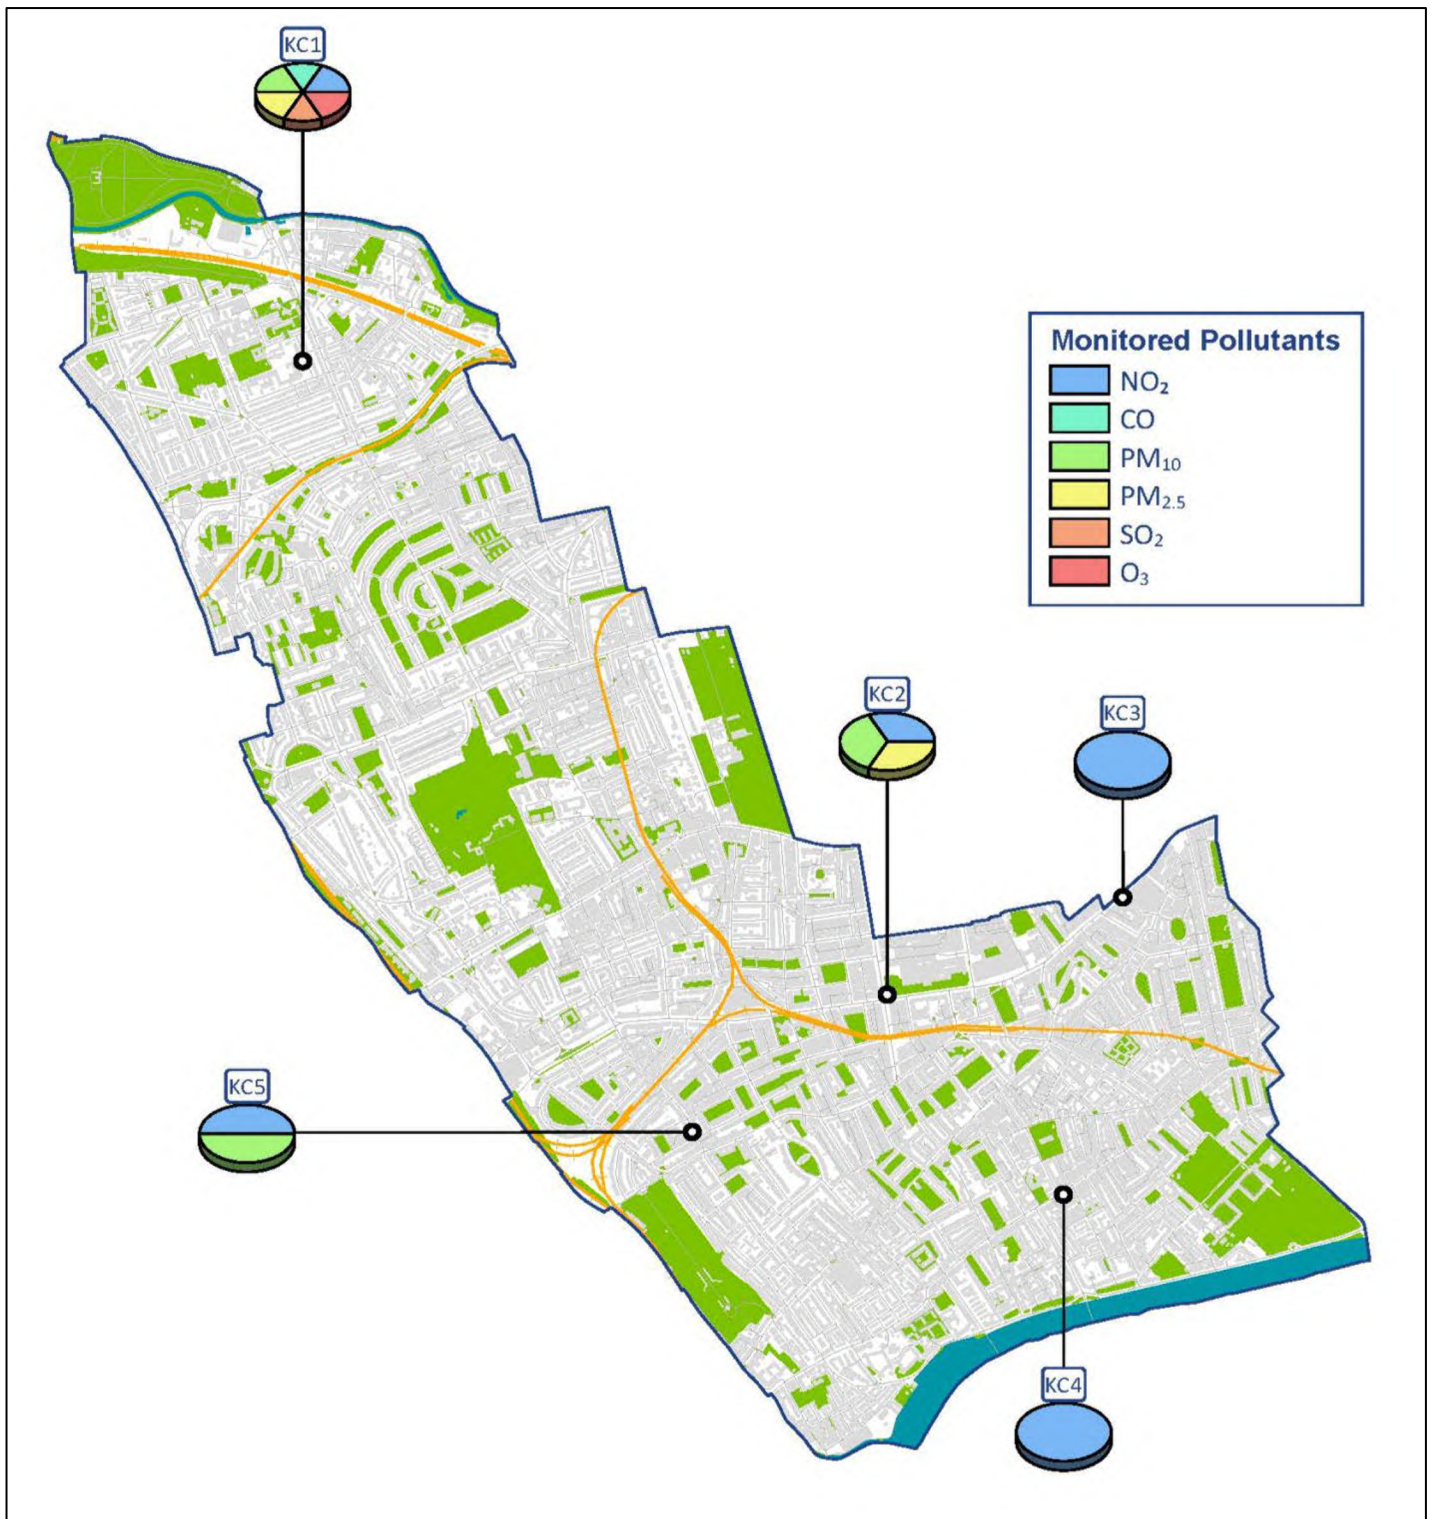 KC1
Monitored Pollutants
NO₂
CO
PM₁₀
PM₂.₅
SO₂
O₃
KC2
KC3
KC5
KC4